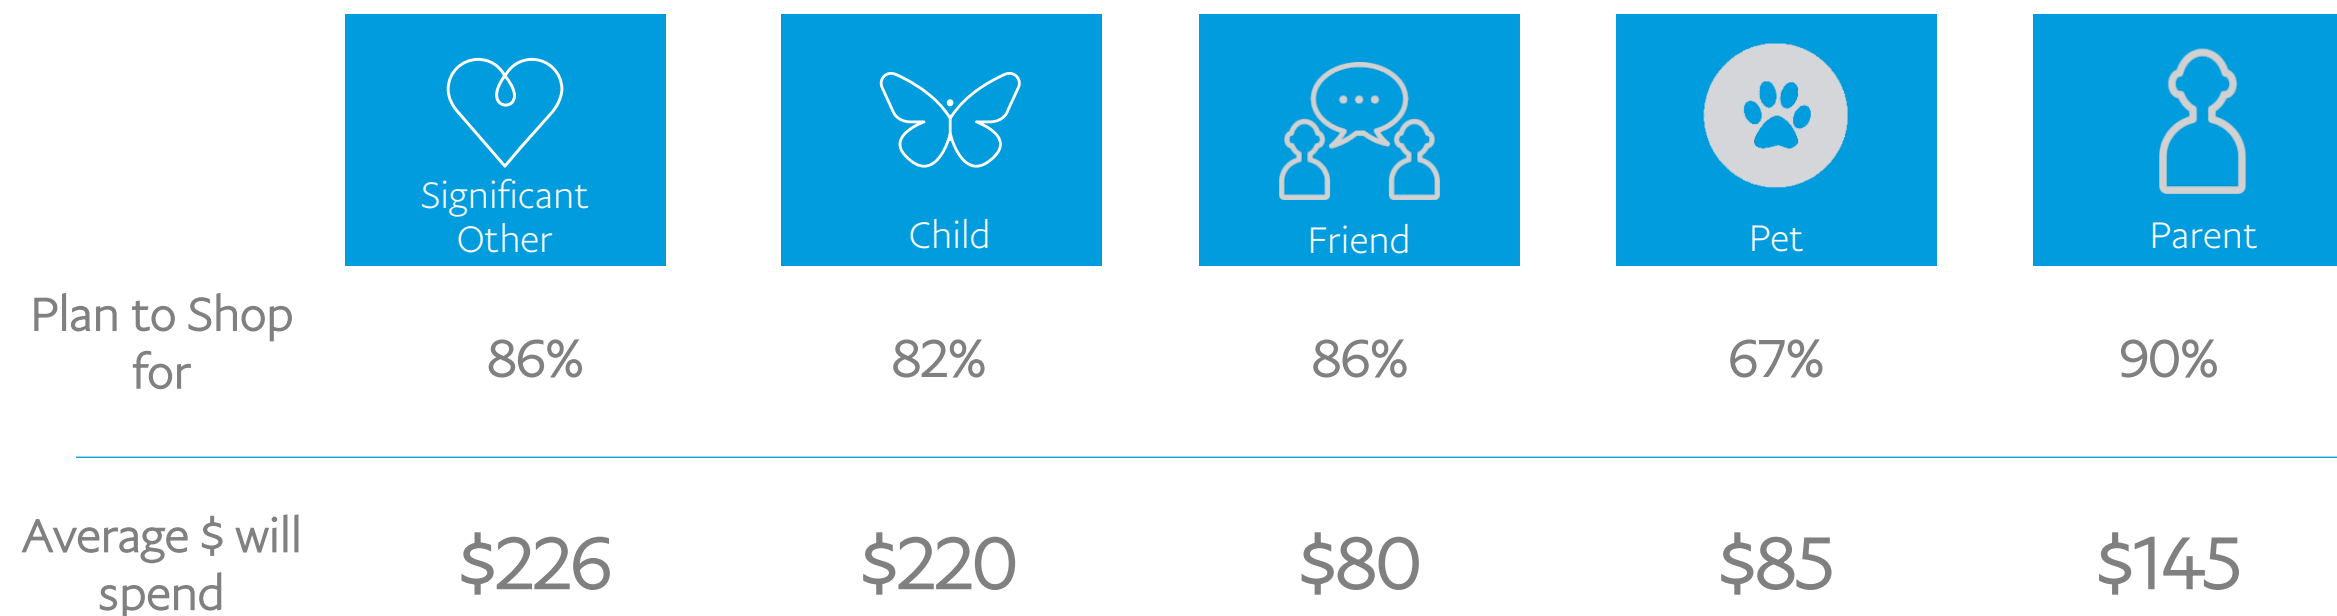 Significant
Other
Child
Friend
Pet
Parent
Plan to Shop
for
86%
82%
86%
67%
90%
Average $ will
spend
$226
$220
$80
$85
$145